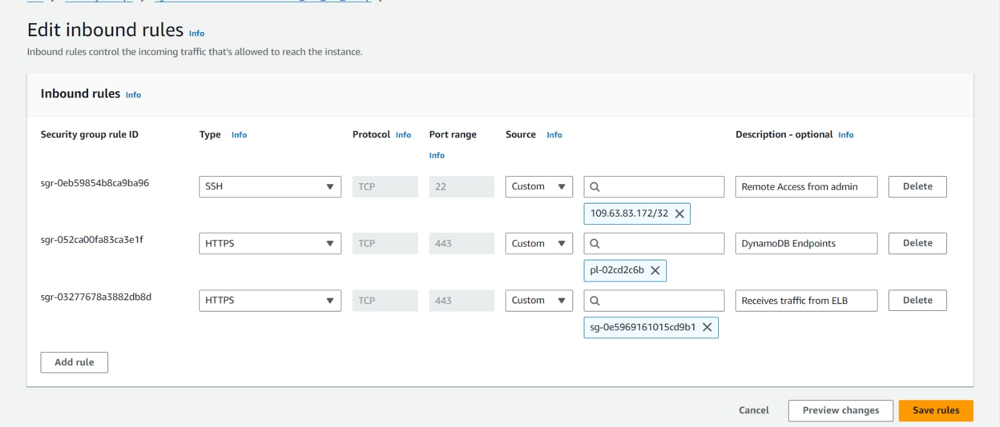 Edit inbound rules Info
Inbound rules control the incoming traffic that's allowed to reach the instance.
Inbound rules Info
Security group rule ID Type Info Protocol Info Port range Source Info Description - optional Info
Info
sgr-0eb59854b8ca9ba96 SSH TCP 22 Custom Remote Access from admin Delete
109.63.83.172/32
sgr-052ca00fa83ca3e1f HTTPS TCP 443 Custom DynamoDB Endpoints Delete
pl-02cd2c6b
sgr-03277678a3882db8d HTTPS TCP 443 Custom Receives traffic from ELB Delete
sg-0e5969161015cd9b1
Add rule
Cancel Preview changes Save rules